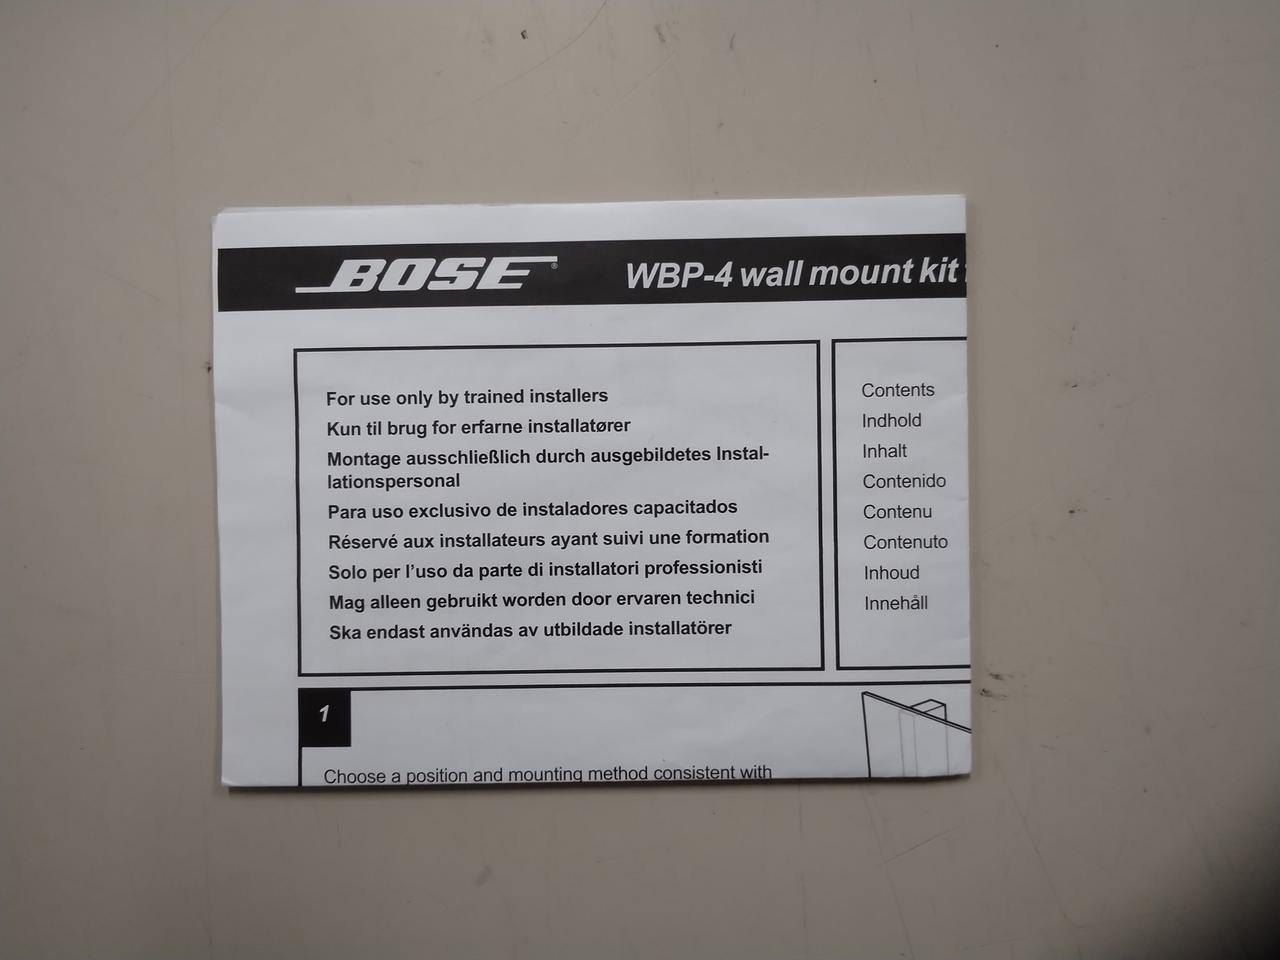 BOSE®
WBP-4 wall mount kit
For use only by trained installers
Kun til brug for erfarne installatører
Montage ausschließlich durch ausgebildetes Instal-
lationspersonal
Para uso exclusivo de instaladores capacitados
Réservé aux installateurs ayant suivi une formation
Solo per l’uso da parte di installatori professionisti
Mag alleen gebruikt worden door ervaren technici
Ska endast användas av utbildade installatörer
Contents
Indhold
Inhalt
Contenido
Contenu
Contenuto
Inhoud
Innehåll
1
Choose a position and mounting method consistent with